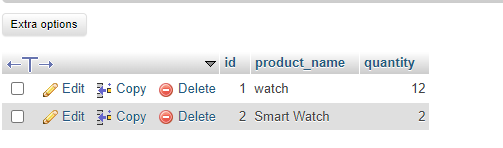 Extra options
←T→ id product_name quantity
Edit Copy Delete 1 watch 12
Edit Copy Delete 2 Smart Watch 2